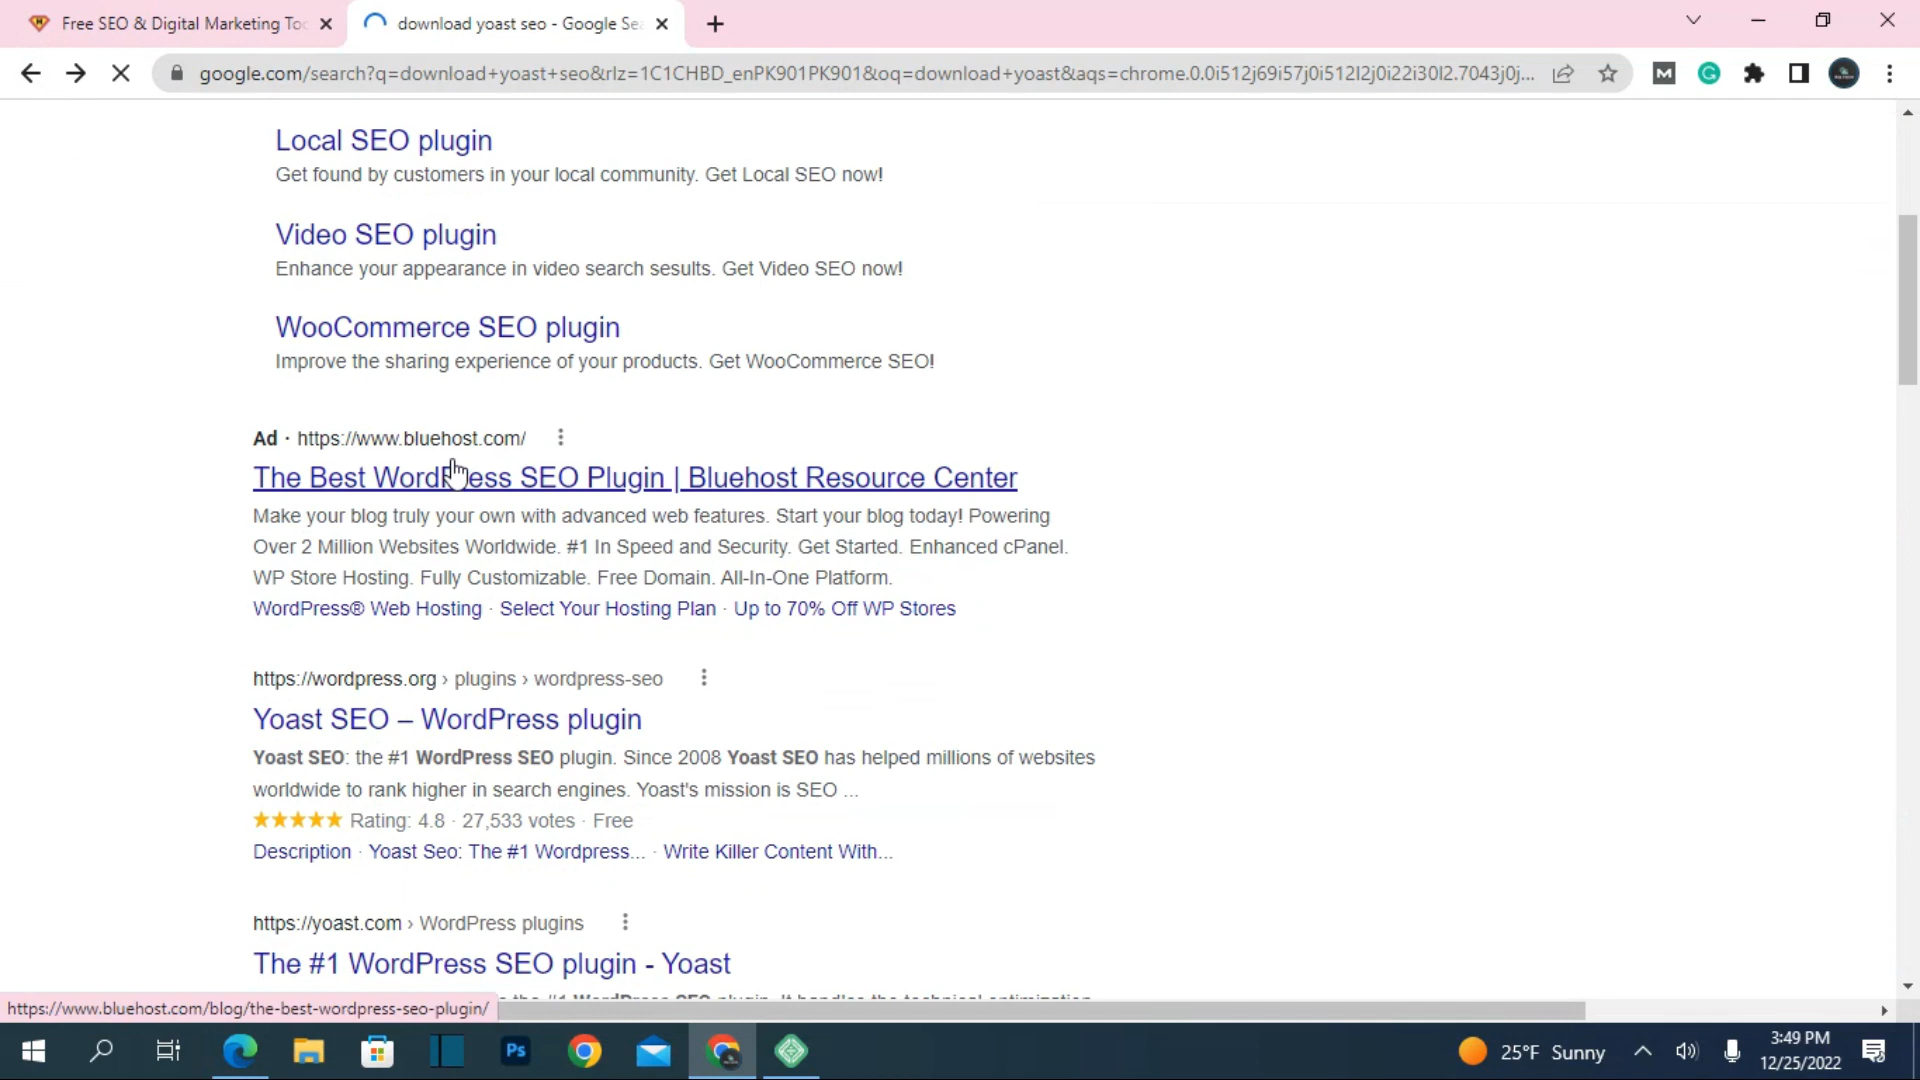 Free SEO & Digital Marketing Too
download yoast seo - Google Sea
google.com/search?q=download+yoast+seo&rlz=1C1CHBD_enPK901PK901&oq=download+yoast&aqs=chrome.0.0i512j69i57j0i512l2j0i22i30l2.7043j0j...
Local SEO plugin
Get found by customers in your local community. Get Local SEO now!
Video SEO plugin
Enhance your appearance in video search sesults. Get Video SEO now!
WooCommerce SEO plugin
Improve the sharing experience of your products. Get WooCommerce SEO!
Ad · https://www.bluehost.com/
The Best WordPress SEO Plugin | Bluehost Resource Center
Make your blog truly your own with advanced web features. Start your blog today! Powering
Over 2 Million Websites Worldwide. #1 In Speed and Security. Get Started. Enhanced cPanel.
WP Store Hosting. Fully Customizable. Free Domain. All-In-One Platform.
WordPress® Web Hosting · Select Your Hosting Plan · Up to 70% Off WP Stores
https://wordpress.org › plugins › wordpress-seo
Yoast SEO – WordPress plugin
Yoast SEO: the #1 WordPress SEO plugin. Since 2008 Yoast SEO has helped millions of websites
worldwide to rank higher in search engines. Yoast's mission is SEO ...
★★★★★ Rating: 4.8 · 27,533 votes · Free
Description · Yoast Seo: The #1 Wordpress... · Write Killer Content With...
https://yoast.com › WordPress plugins
The #1 WordPress SEO plugin - Yoast
https://www.bluehost.com/blog/the-best-wordpress-seo-plugin/
Ps
25°F Sunny
3:49 PM
12/25/2022